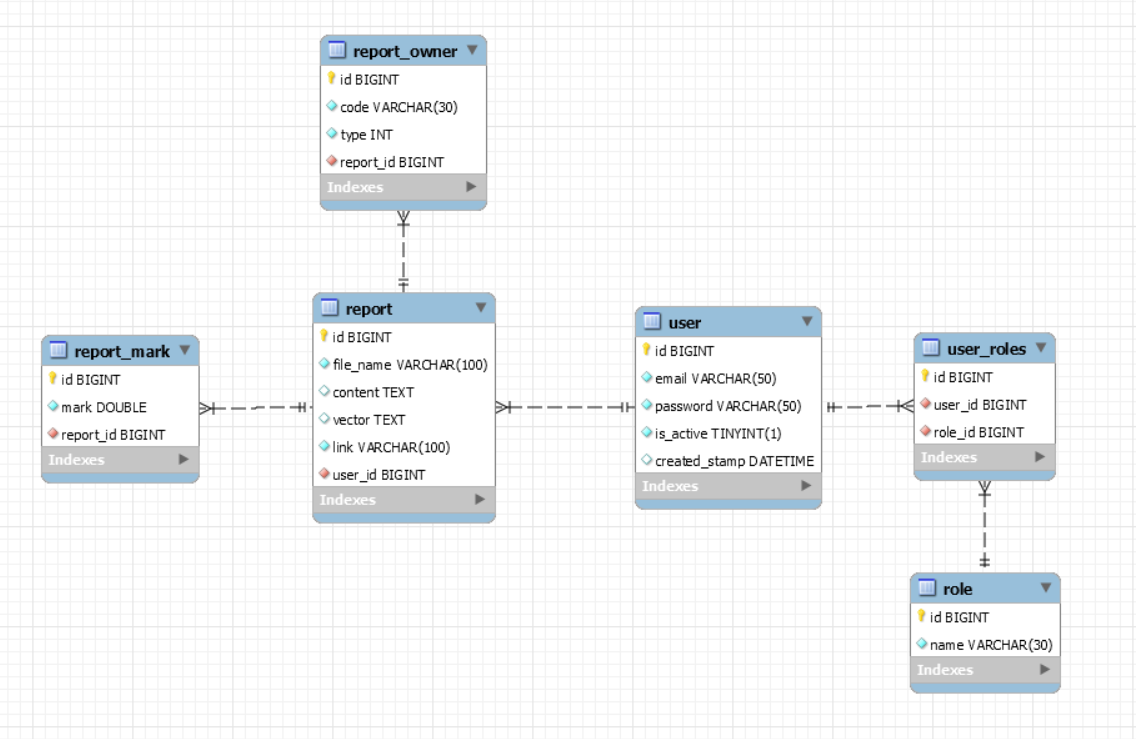 report_owner
id BIGINT
code VARCHAR(30)
type INT
report_id BIGINT
Indexes
report_mark
id BIGINT
mark DOUBLE
report_id BIGINT
Indexes
report
id BIGINT
file_name VARCHAR(100)
content TEXT
vector TEXT
link VARCHAR(100)
user_id BIGINT
Indexes
user
id BIGINT
email VARCHAR(50)
password VARCHAR(50)
is_active TINYINT(1)
created_stamp DATETIME
Indexes
user_roles
id BIGINT
user_id BIGINT
role_id BIGINT
Indexes
role
id BIGINT
name VARCHAR(30)
Indexes